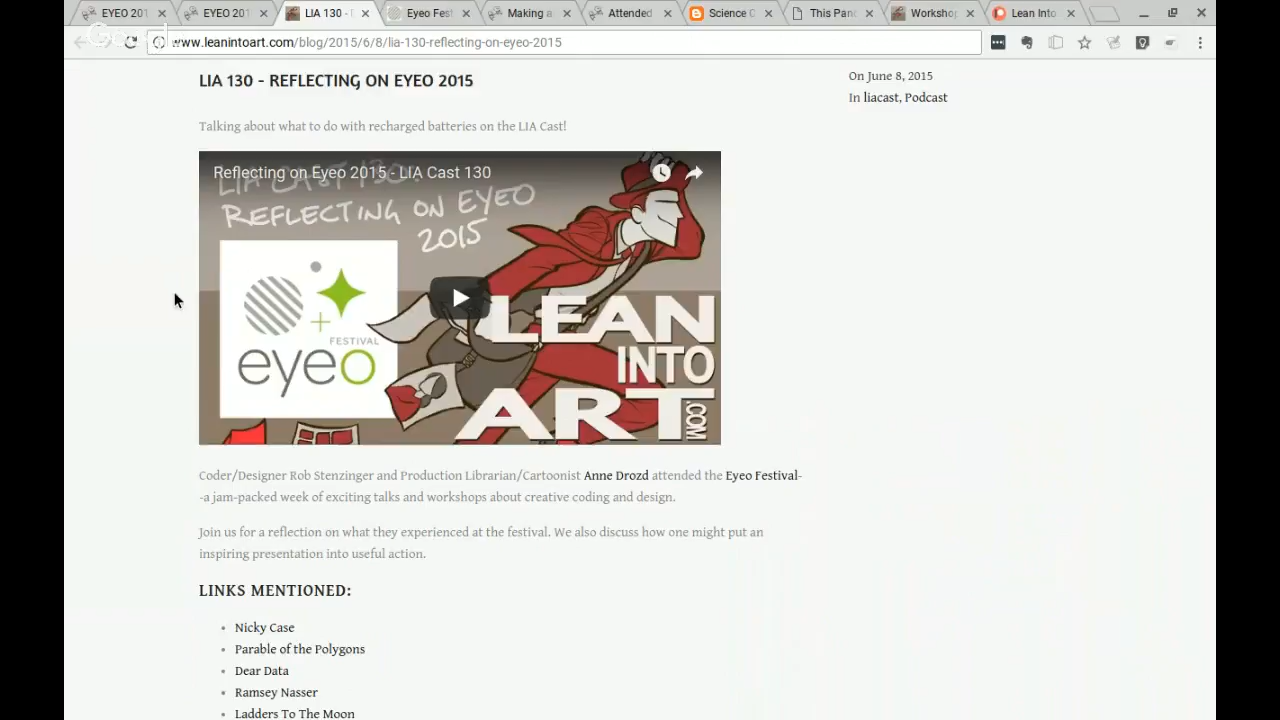 EYEO 201
EYEO 201
LIA 130 -
Eyeo Fest
Making a
Attended
Science C
This Pane
Workshop
Lean Into
www.leanintoart.com/blog/2015/6/8/lia-130-reflecting-on-eyeo-2015
LIA 130 - REFLECTING ON EYEO 2015
On June 8, 2015
In liacast, Podcast
Talking about what to do with recharged batteries on the LIA Cast!
Reflecting on Eyeo 2015 - LIA Cast 130
LIA CAST 130:
REFLECTING ON EYEO
2015
FESTIVAL
eyeo
LEAN
INTO
ART
.COM
Coder/Designer Rob Stenzinger and Production Librarian/Cartoonist Anne Drozd attended the Eyeo Festival-
-a jam-packed week of exciting talks and workshops about creative coding and design.
Join us for a reflection on what they experienced at the festival. We also discuss how one might put an
inspiring presentation into useful action.
LINKS MENTIONED:
Nicky Case
Parable of the Polygons
Dear Data
Ramsey Nasser
Ladders To The Moon